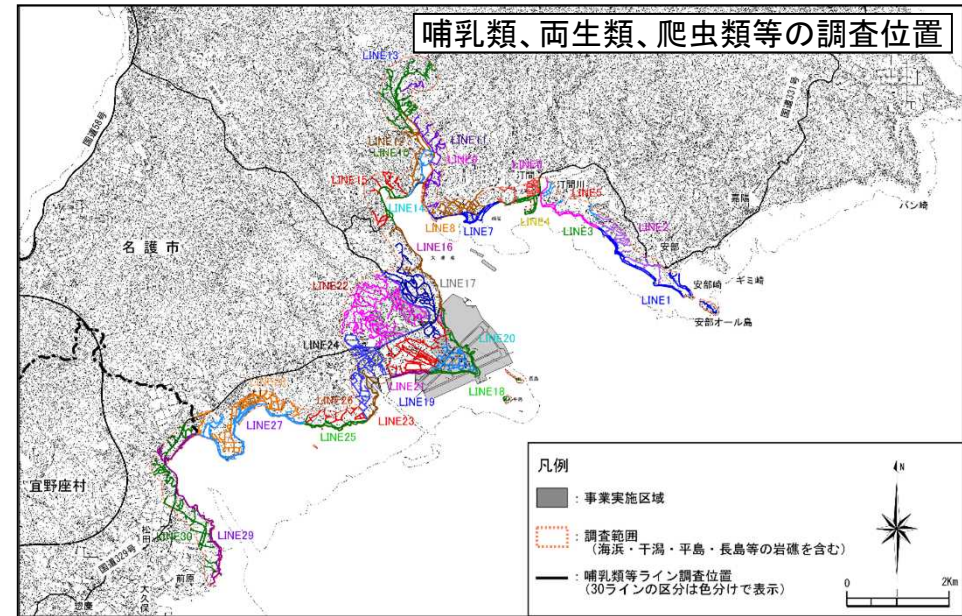 哺乳類、両生類、爬虫類等の調査位置
LINE13
国道331号
国道58号
LINE12
LINE11
LINE10
LINE9
LINE15
LINE6
汀間
汀間川
LINE5
嘉陽
バン崎
LINE14
LINE8
LINE7
LINE4
LINE3
LINE2
安部
名護市
LINE16
LINE17
安部崎
ギミ崎
LINE1
安部オール島
LINE22
LINE24
LINE20
LINE21
LINE18
LINE19
LINE26
LINE23
LINE27
LINE25
宜野座村
松田
LINE30
LINE29
国道329号
前原
大久保
惣慶
凡例
:事業実施区域
:調査範囲
(海浜・干潟・平島・長島等の岩礁を含む)
:哺乳類等ライン調査位置
(30ラインの区分は色分けで表示)
N
0 2Km